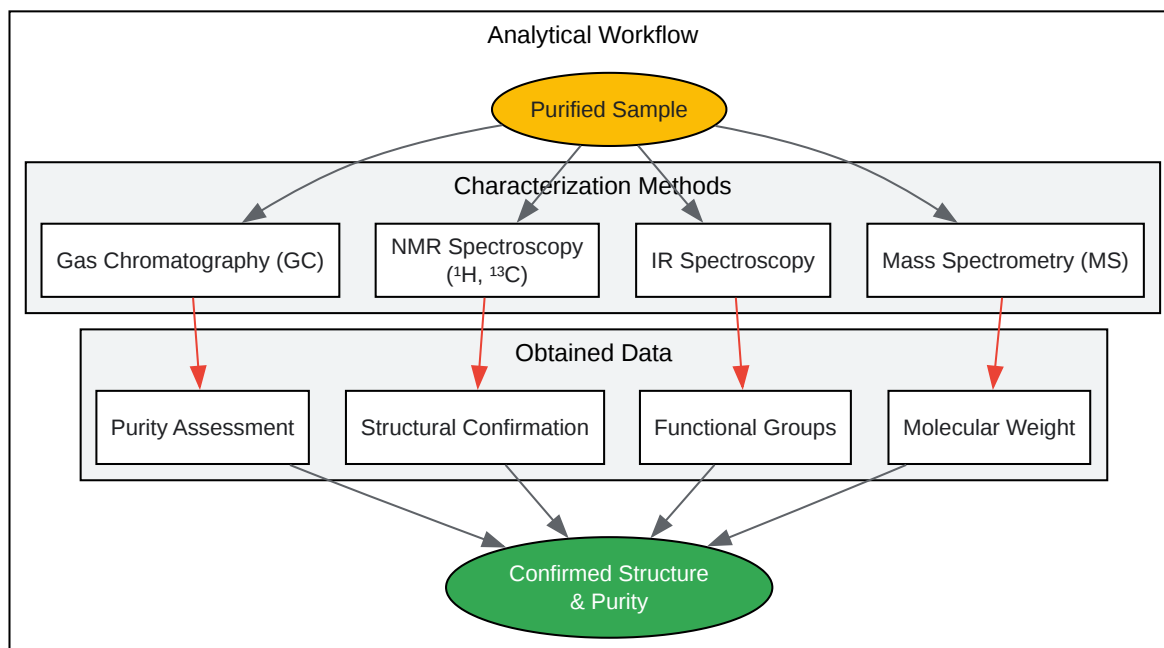 Analytical Workflow
Purified Sample
Characterization Methods
Gas Chromatography (GC)
NMR Spectroscopy
(¹H, ¹³C)
IR Spectroscopy
Mass Spectrometry (MS)
Obtained Data
Purity Assessment
Structural Confirmation
Functional Groups
Molecular Weight
Confirmed Structure
& Purity